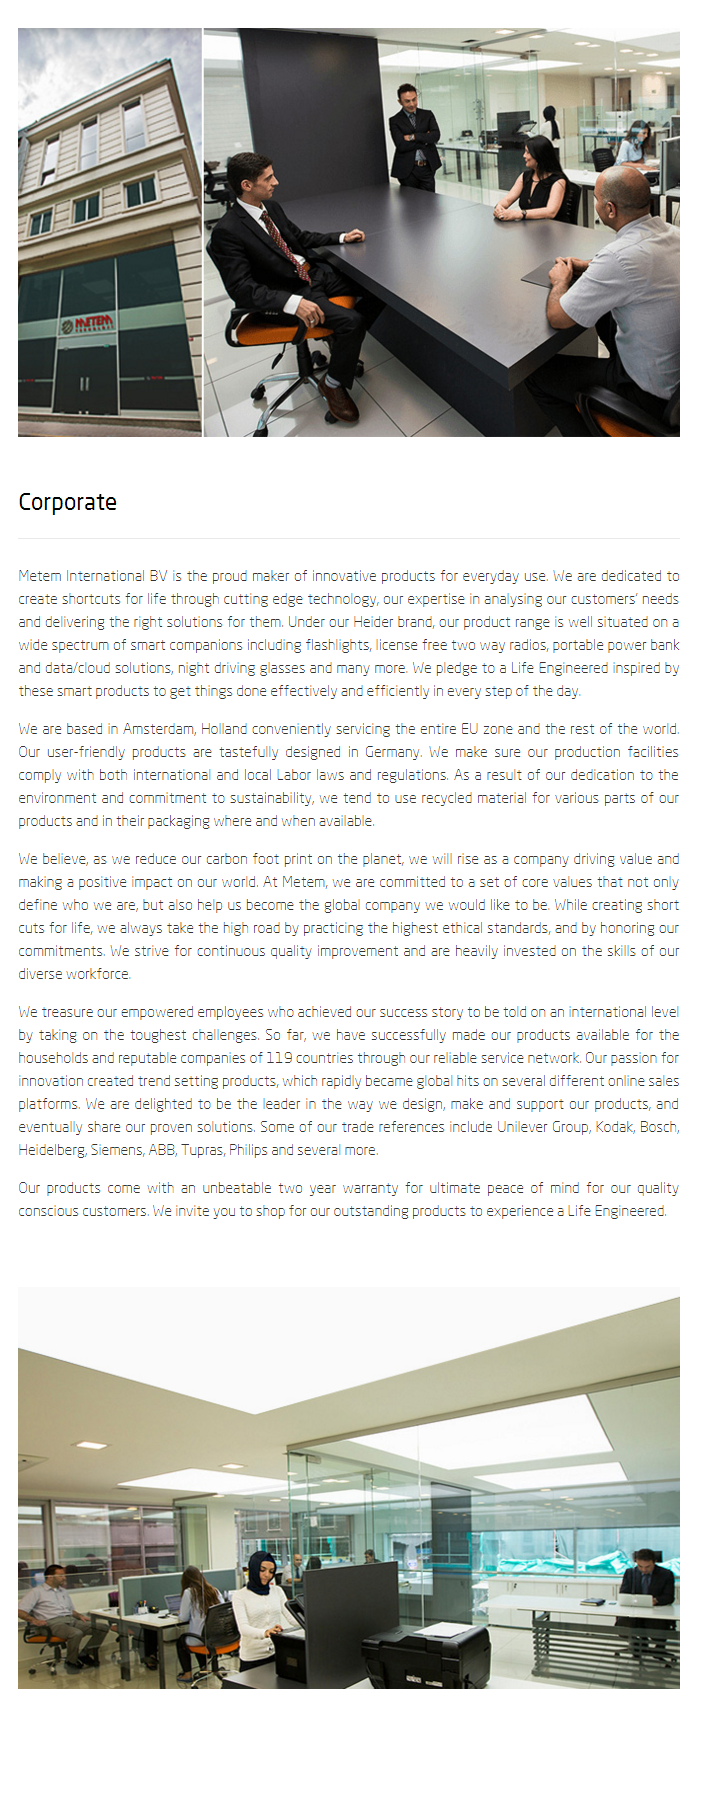 METEM
Corporate
Metem International BV is the proud maker of innovative products for everyday use. We are dedicated to
create shortcuts for life through cutting edge technology, our expertise in analysing our customers' needs
and delivering the right solutions for them. Under our Heider brand, our product range is well situated on a
wide spectrum of smart companions including flashlights, license free two way radios, portable power bank
and data/cloud solutions, night driving glasses and many more. We pledge to a Life Engineered inspired by
these smart products to get things done effectively and efficiently in every step of the day.
We are based in Amsterdam, Holland conveniently servicing the entire EU zone and the rest of the world.
Our user-friendly products are tastefully designed in Germany. We make sure our production facilities
comply with both international and local Labor laws and regulations. As a result of our dedication to the
environment and commitment to sustainability, we tend to use recycled material for various parts of our
products and in their packaging where and when available.
We believe, as we reduce our carbon foot print on the planet, we will rise as a company driving value and
making a positive impact on our world. At Metem, we are committed to a set of core values that not only
define who we are, but also help us become the global company we would like to be. While creating short
cuts for life, we always take the high road by practicing the highest ethical standards, and by honoring our
commitments. We strive for continuous quality improvement and are heavily invested on the skills of our
diverse workforce.
We treasure our empowered employees who achieved our success story to be told on an international level
by taking on the toughest challenges. So far, we have successfully made our products available for the
households and reputable companies of 119 countries through our reliable service network. Our passion for
innovation created trend setting products, which rapidly became global hits on several different online sales
platforms. We are delighted to be the leader in the way we design, make and support our products, and
eventually share our proven solutions. Some of our trade references include Unilever Group, Kodak, Bosch,
Heidelberg, Siemens, ABB, Tupras, Philips and several more.
Our products come with an unbeatable two year warranty for ultimate peace of mind for our quality
conscious customers. We invite you to shop for our outstanding products to experience a Life Engineered.